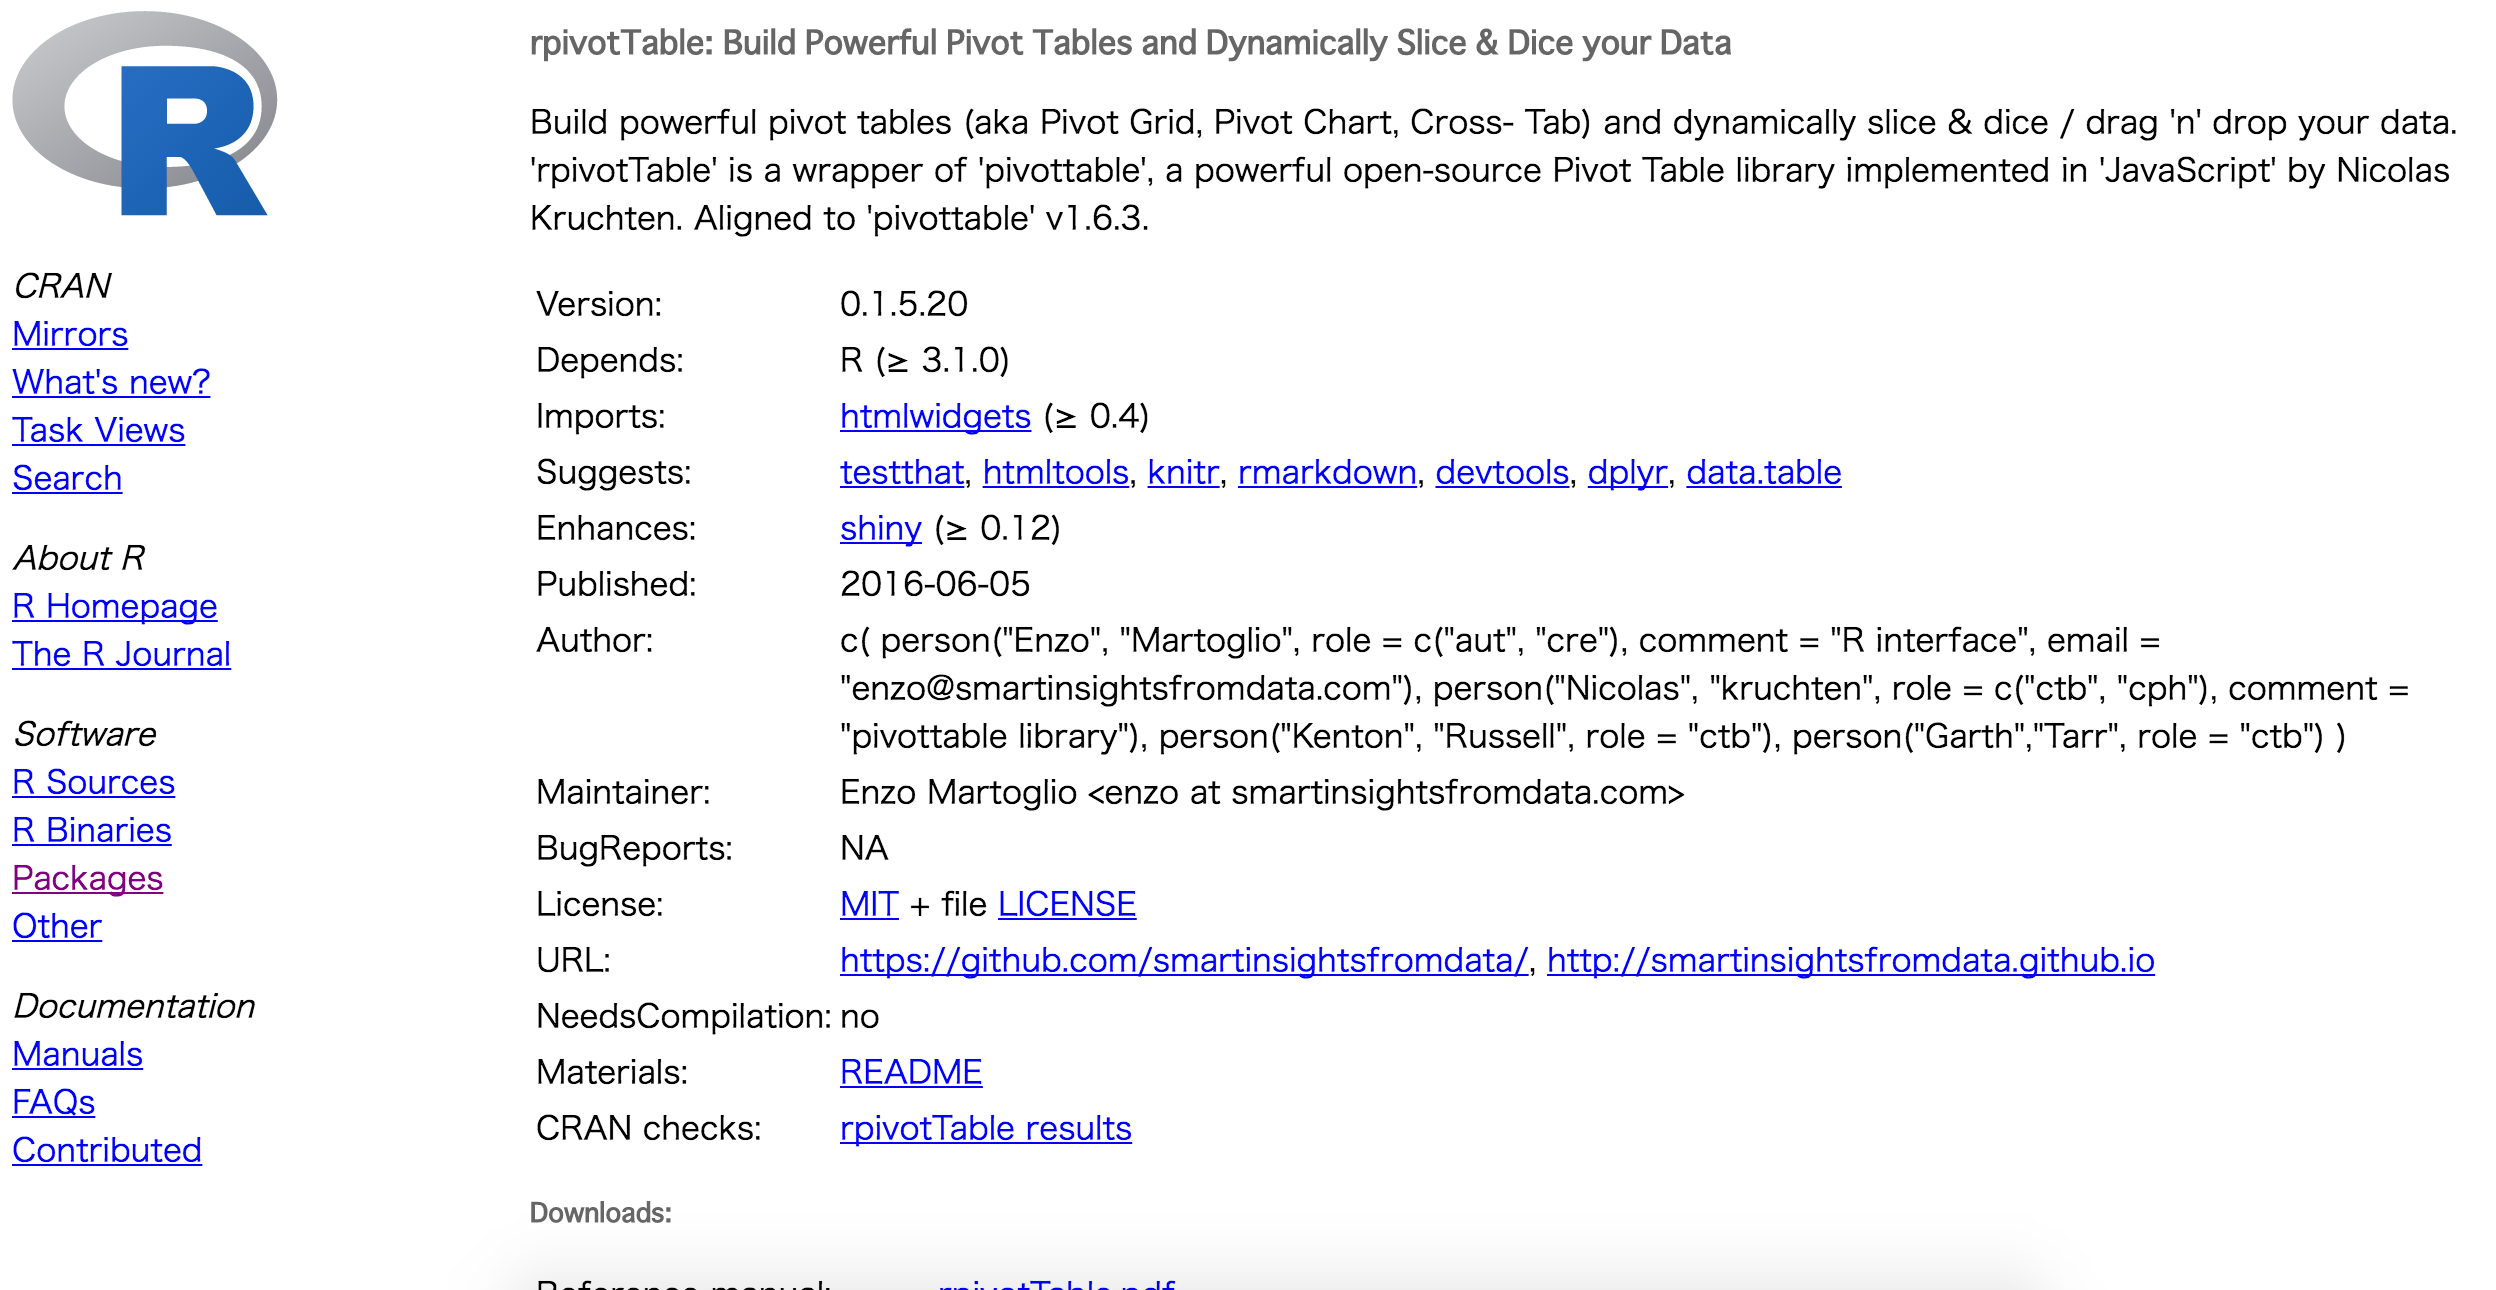 R
CRAN
Mirrors
What's new?
Task Views
Search
About R
R Homepage
The R Journal
Software
R Sources
R Binaries
Packages
Other
Documentation
Manuals
FAQs
Contributed
rpivotTable: Build Powerful Pivot Tables and Dynamically Slice & Dice your Data
Build powerful pivot tables (aka Pivot Grid, Pivot Chart, Cross- Tab) and dynamically slice & dice / drag 'n' drop your data.
'rpivotTable' is a wrapper of 'pivottable', a powerful open-source Pivot Table library implemented in 'JavaScript' by Nicolas
Kruchten. Aligned to 'pivottable' v1.6.3.
Version: 0.1.5.20
Depends: R (≥ 3.1.0)
Imports: htmlwidgets (≥ 0.4)
Suggests: testthat, htmltools, knitr, rmarkdown, devtools, dplyr, data.table
Enhances: shiny (≥ 0.12)
Published: 2016-06-05
Author: c( person("Enzo", "Martoglio", role = c("aut", "cre"), comment = "R interface", email =
"enzo@smartinsightsfromdata.com"), person("Nicolas", "kruchten", role = c("ctb", "cph"), comment =
"pivottable library"), person("Kenton", "Russell", role = "ctb"), person("Garth","Tarr", role = "ctb") )
Maintainer: Enzo Martoglio <enzo at smartinsightsfromdata.com>
BugReports: NA
License: MIT + file LICENSE
URL: https://github.com/smartinsightsfromdata/, http://smartinsightsfromdata.github.io
NeedsCompilation: no
Materials: README
CRAN checks: rpivotTable results
Downloads:
Reference manual: rpivotTable.pdf